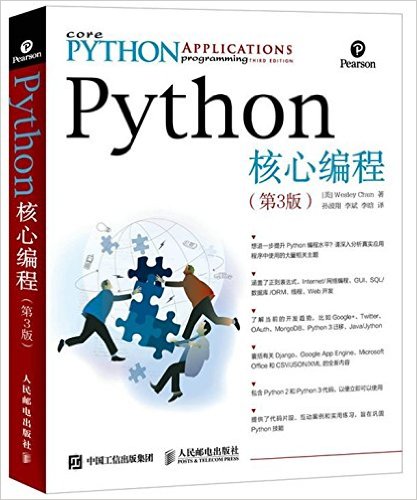 Pearson
Python核心编程(第3版)
人民邮电出版社
core
PYTHON APPLICATIONS
programming THIRD EDITION
Pearson
Python
核心编程
(第3版)
[美] Wesley Chun 著
孙波翔 李斌 李晗 译
想进一步提升 Python 编程水平?请深入分析真实应用
程序中使用的大量相关主题
涵盖了正则表达式、Internet/网络编程、GUI、SQL/
数据库/ORM、线程、Web 开发
了解当前的开发趋势,比如 Google+、Twitter、
OAuth、MongoDB、Python 3 迁移、Java/Jython
囊括有关 Django、Google App Engine、Microsoft
Office 和 CSV/JSON/XML 的全新内容
包含 Python 2 和 Python 3 代码,以便立即可以使用
提供了代码片段、互动案例和实用练习,旨在巩固
Python 技能
中国工信出版集团
人民邮电出版社
POSTS & TELECOM PRESS